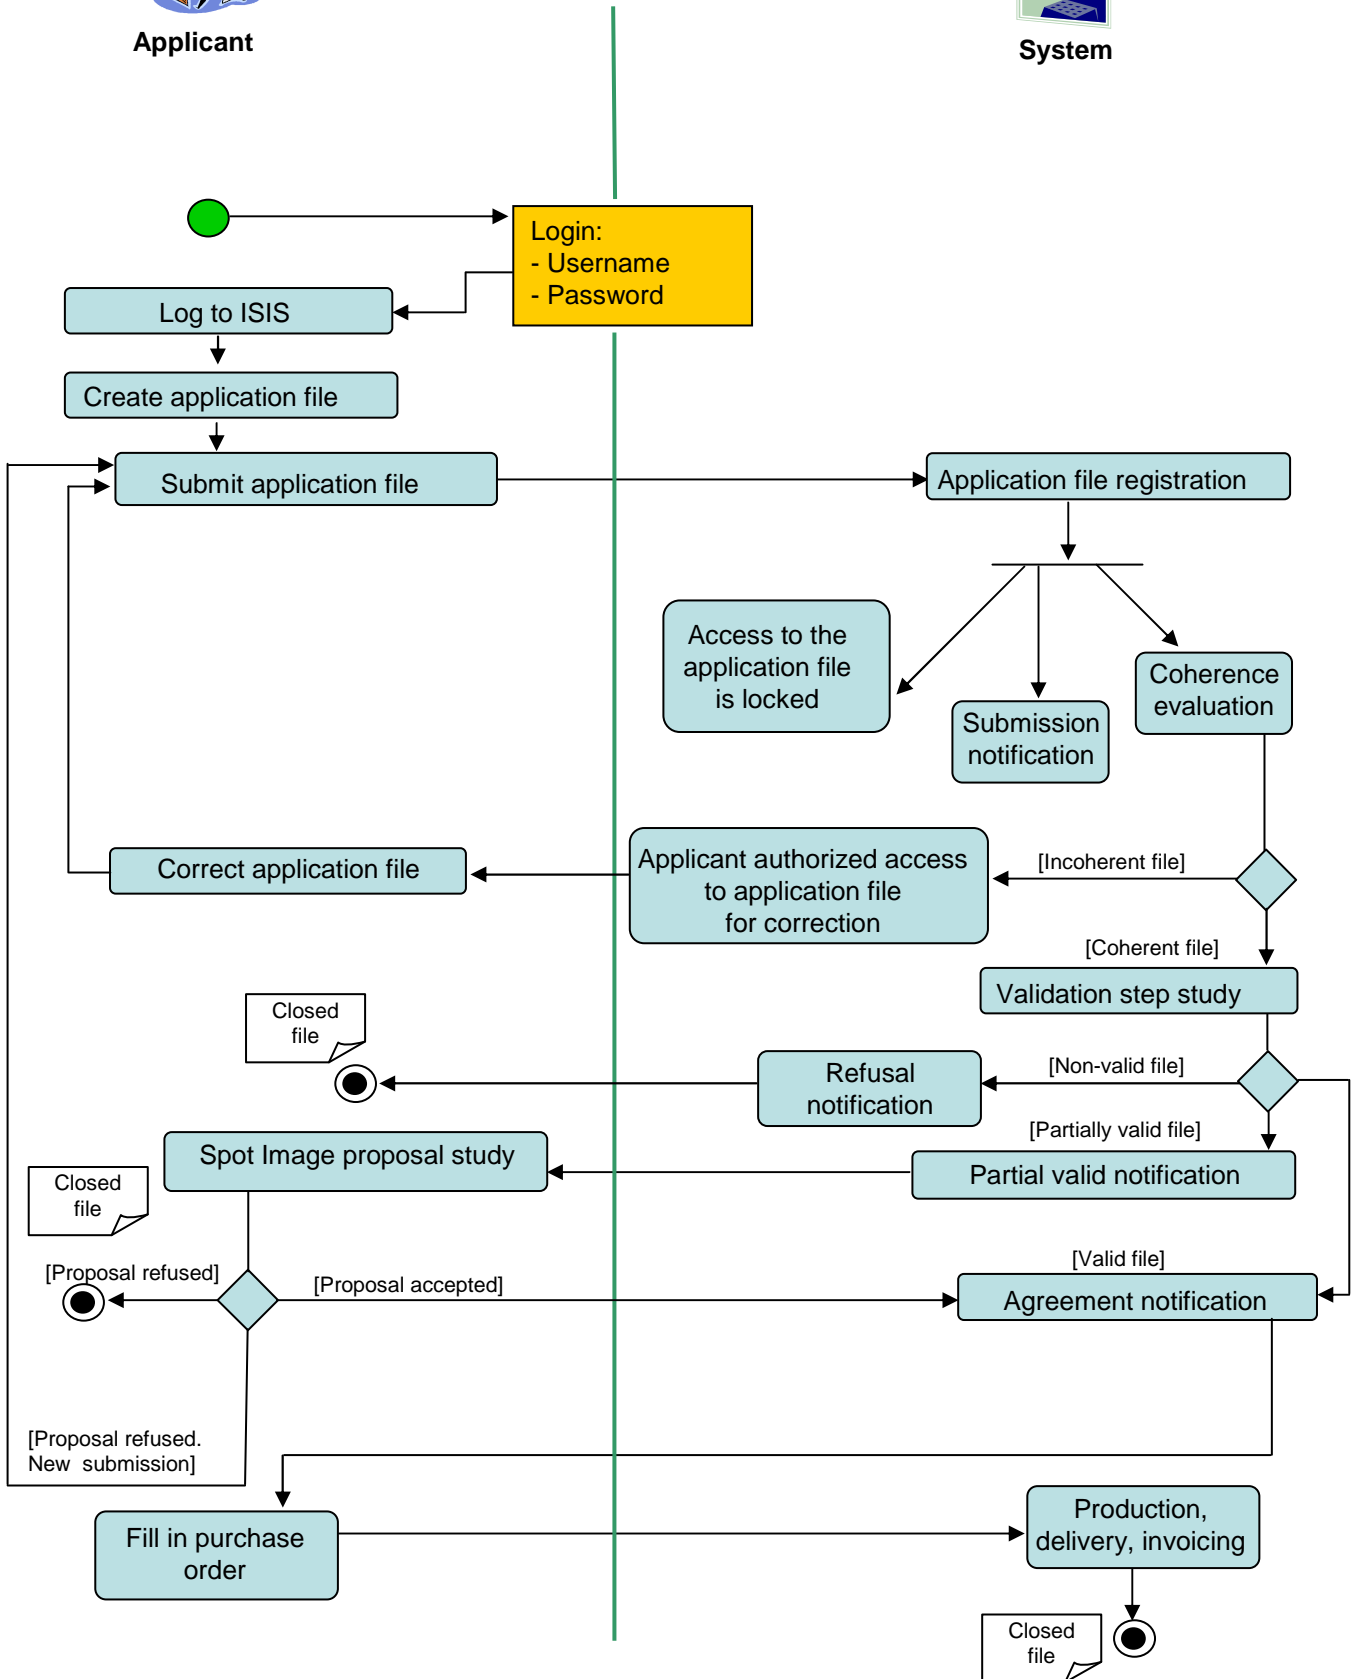 Applicant
System
Login:
- Username
- Password
Log to ISIS
Create application file
Submit application file
Application file registration
Access to the
application file
is locked
Submission
notification
Coherence
evaluation
Correct application file
Applicant authorized access
to application file
for correction
[Incoherent file]
[Coherent file]
Validation step study
Closed
file
Refusal
notification
[Non-valid file]
[Partially valid file]
Spot Image proposal study
Partial valid notification
Closed
file
[Proposal refused]
[Proposal accepted]
[Valid file]
Agreement notification
[Proposal refused.
New submission]
Fill in purchase
order
Production,
delivery, invoicing
Closed
file